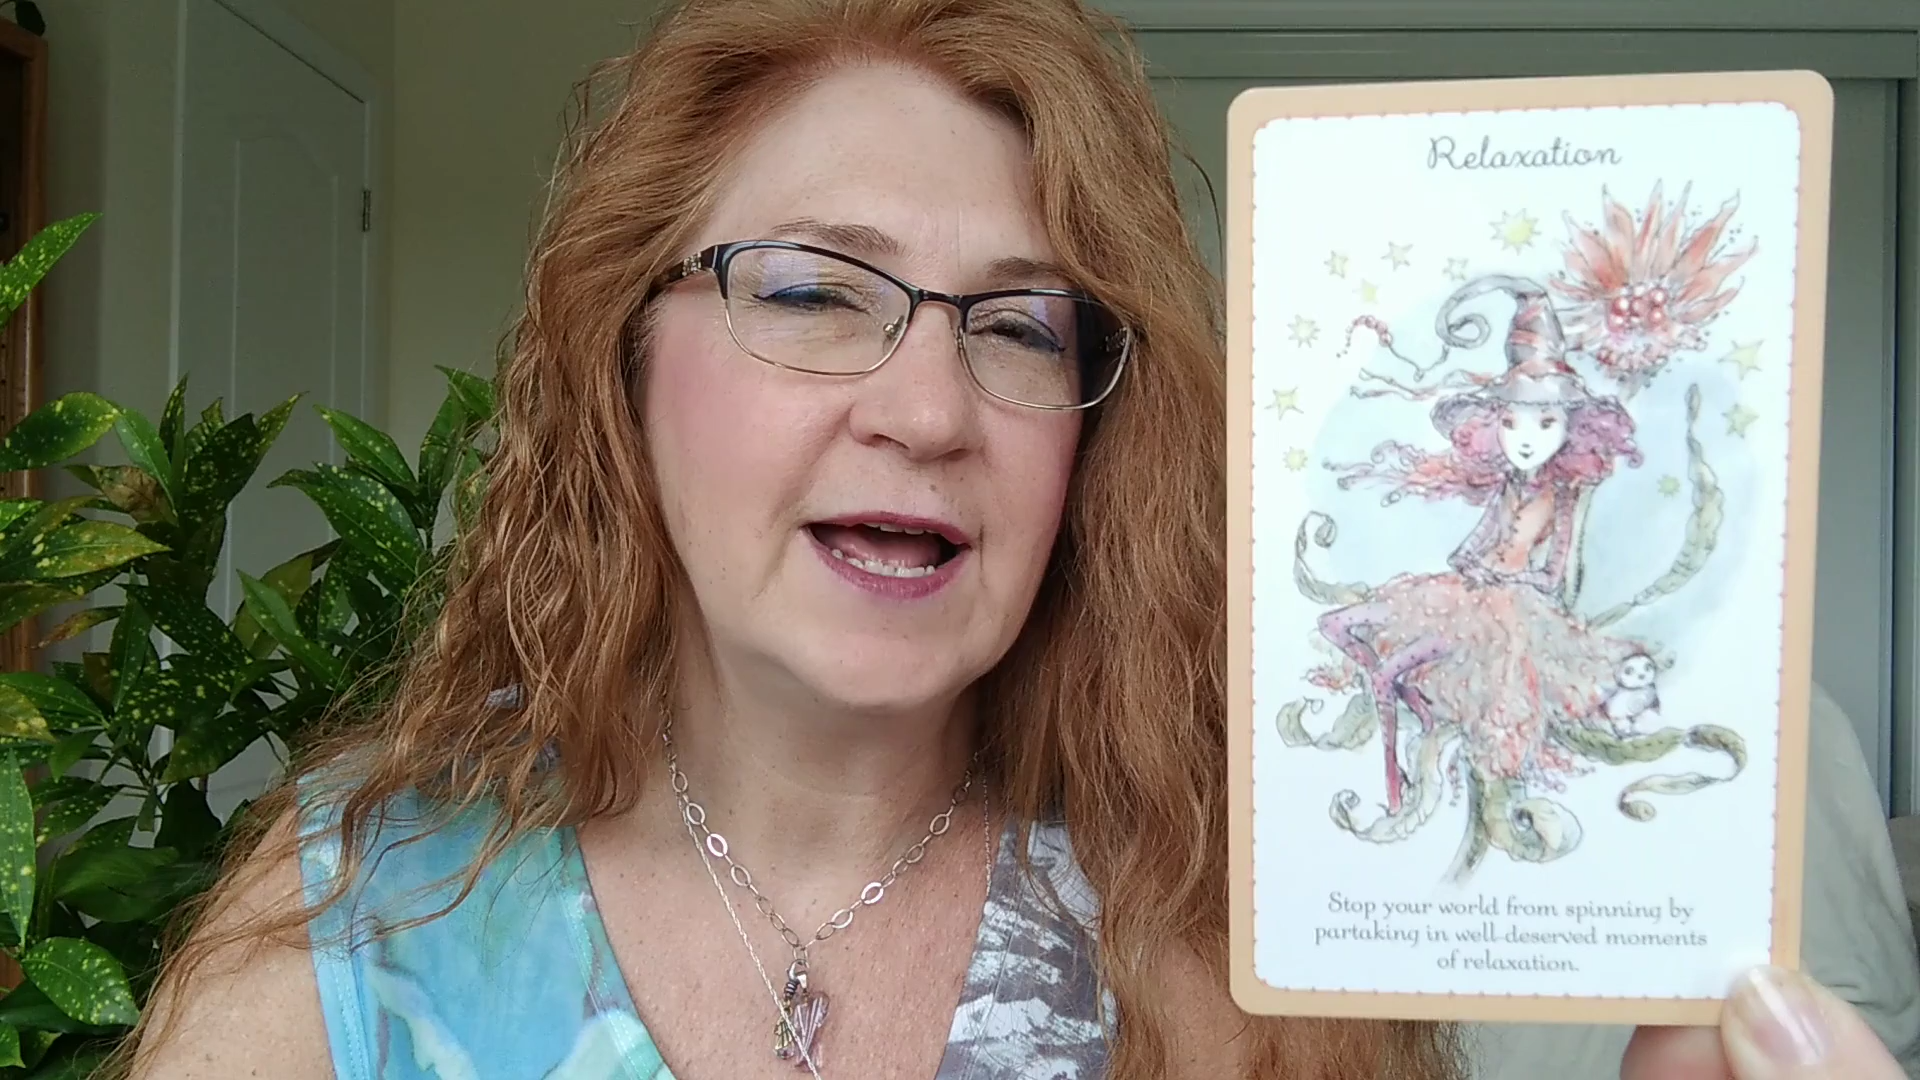 Relaxation
Stop your world from spinning by
partaking in well-deserved moments
of relaxation.